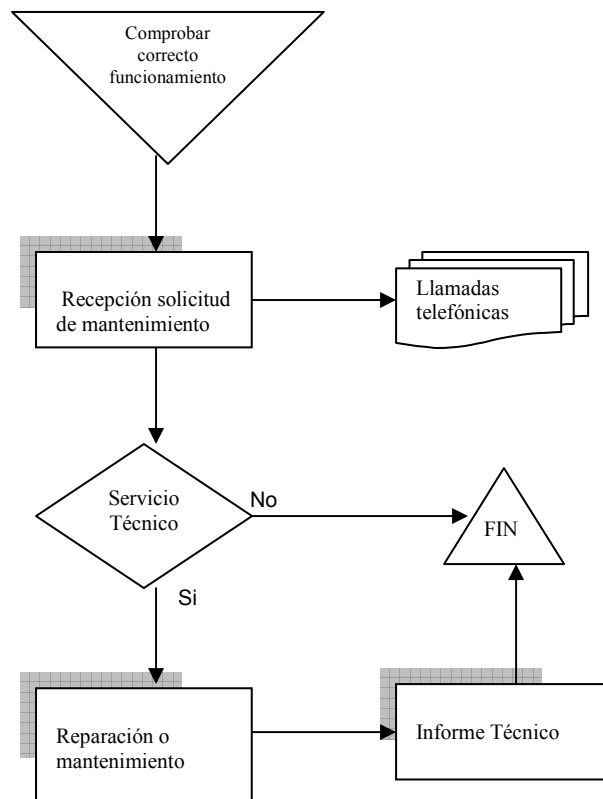 Comprobar
correcto
funcionamiento
Recepción solicitud
de mantenimiento
Llamadas
telefónicas
Servicio
Técnico
No
FIN
Si
Reparación o
mantenimiento
Informe Técnico